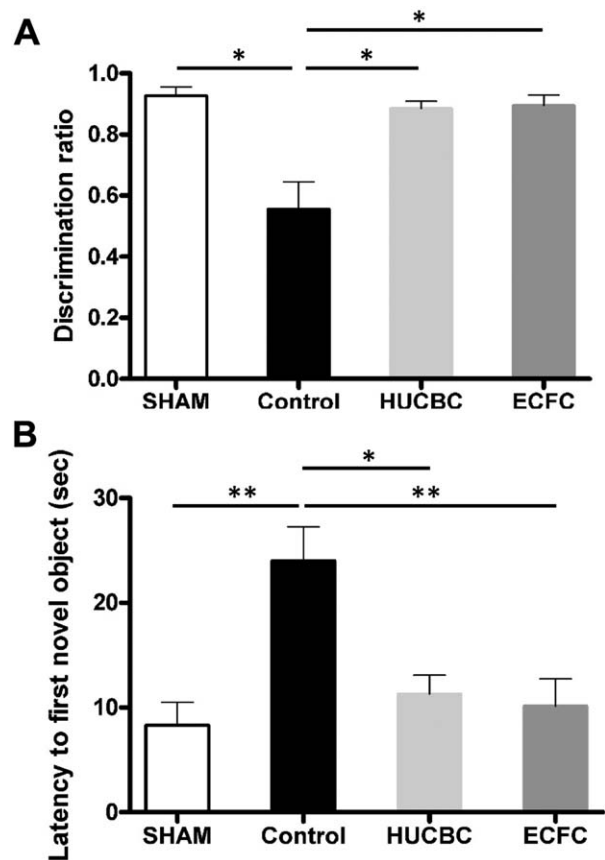 A
*
*
*
Discrimination ratio
1.0
0.8
0.6
0.4
0.2
0.0
SHAM Control HUCBC ECFC
B
*
**
**
Latency to first novel object (sec)
30
20
10
0
SHAM Control HUCBC ECFC